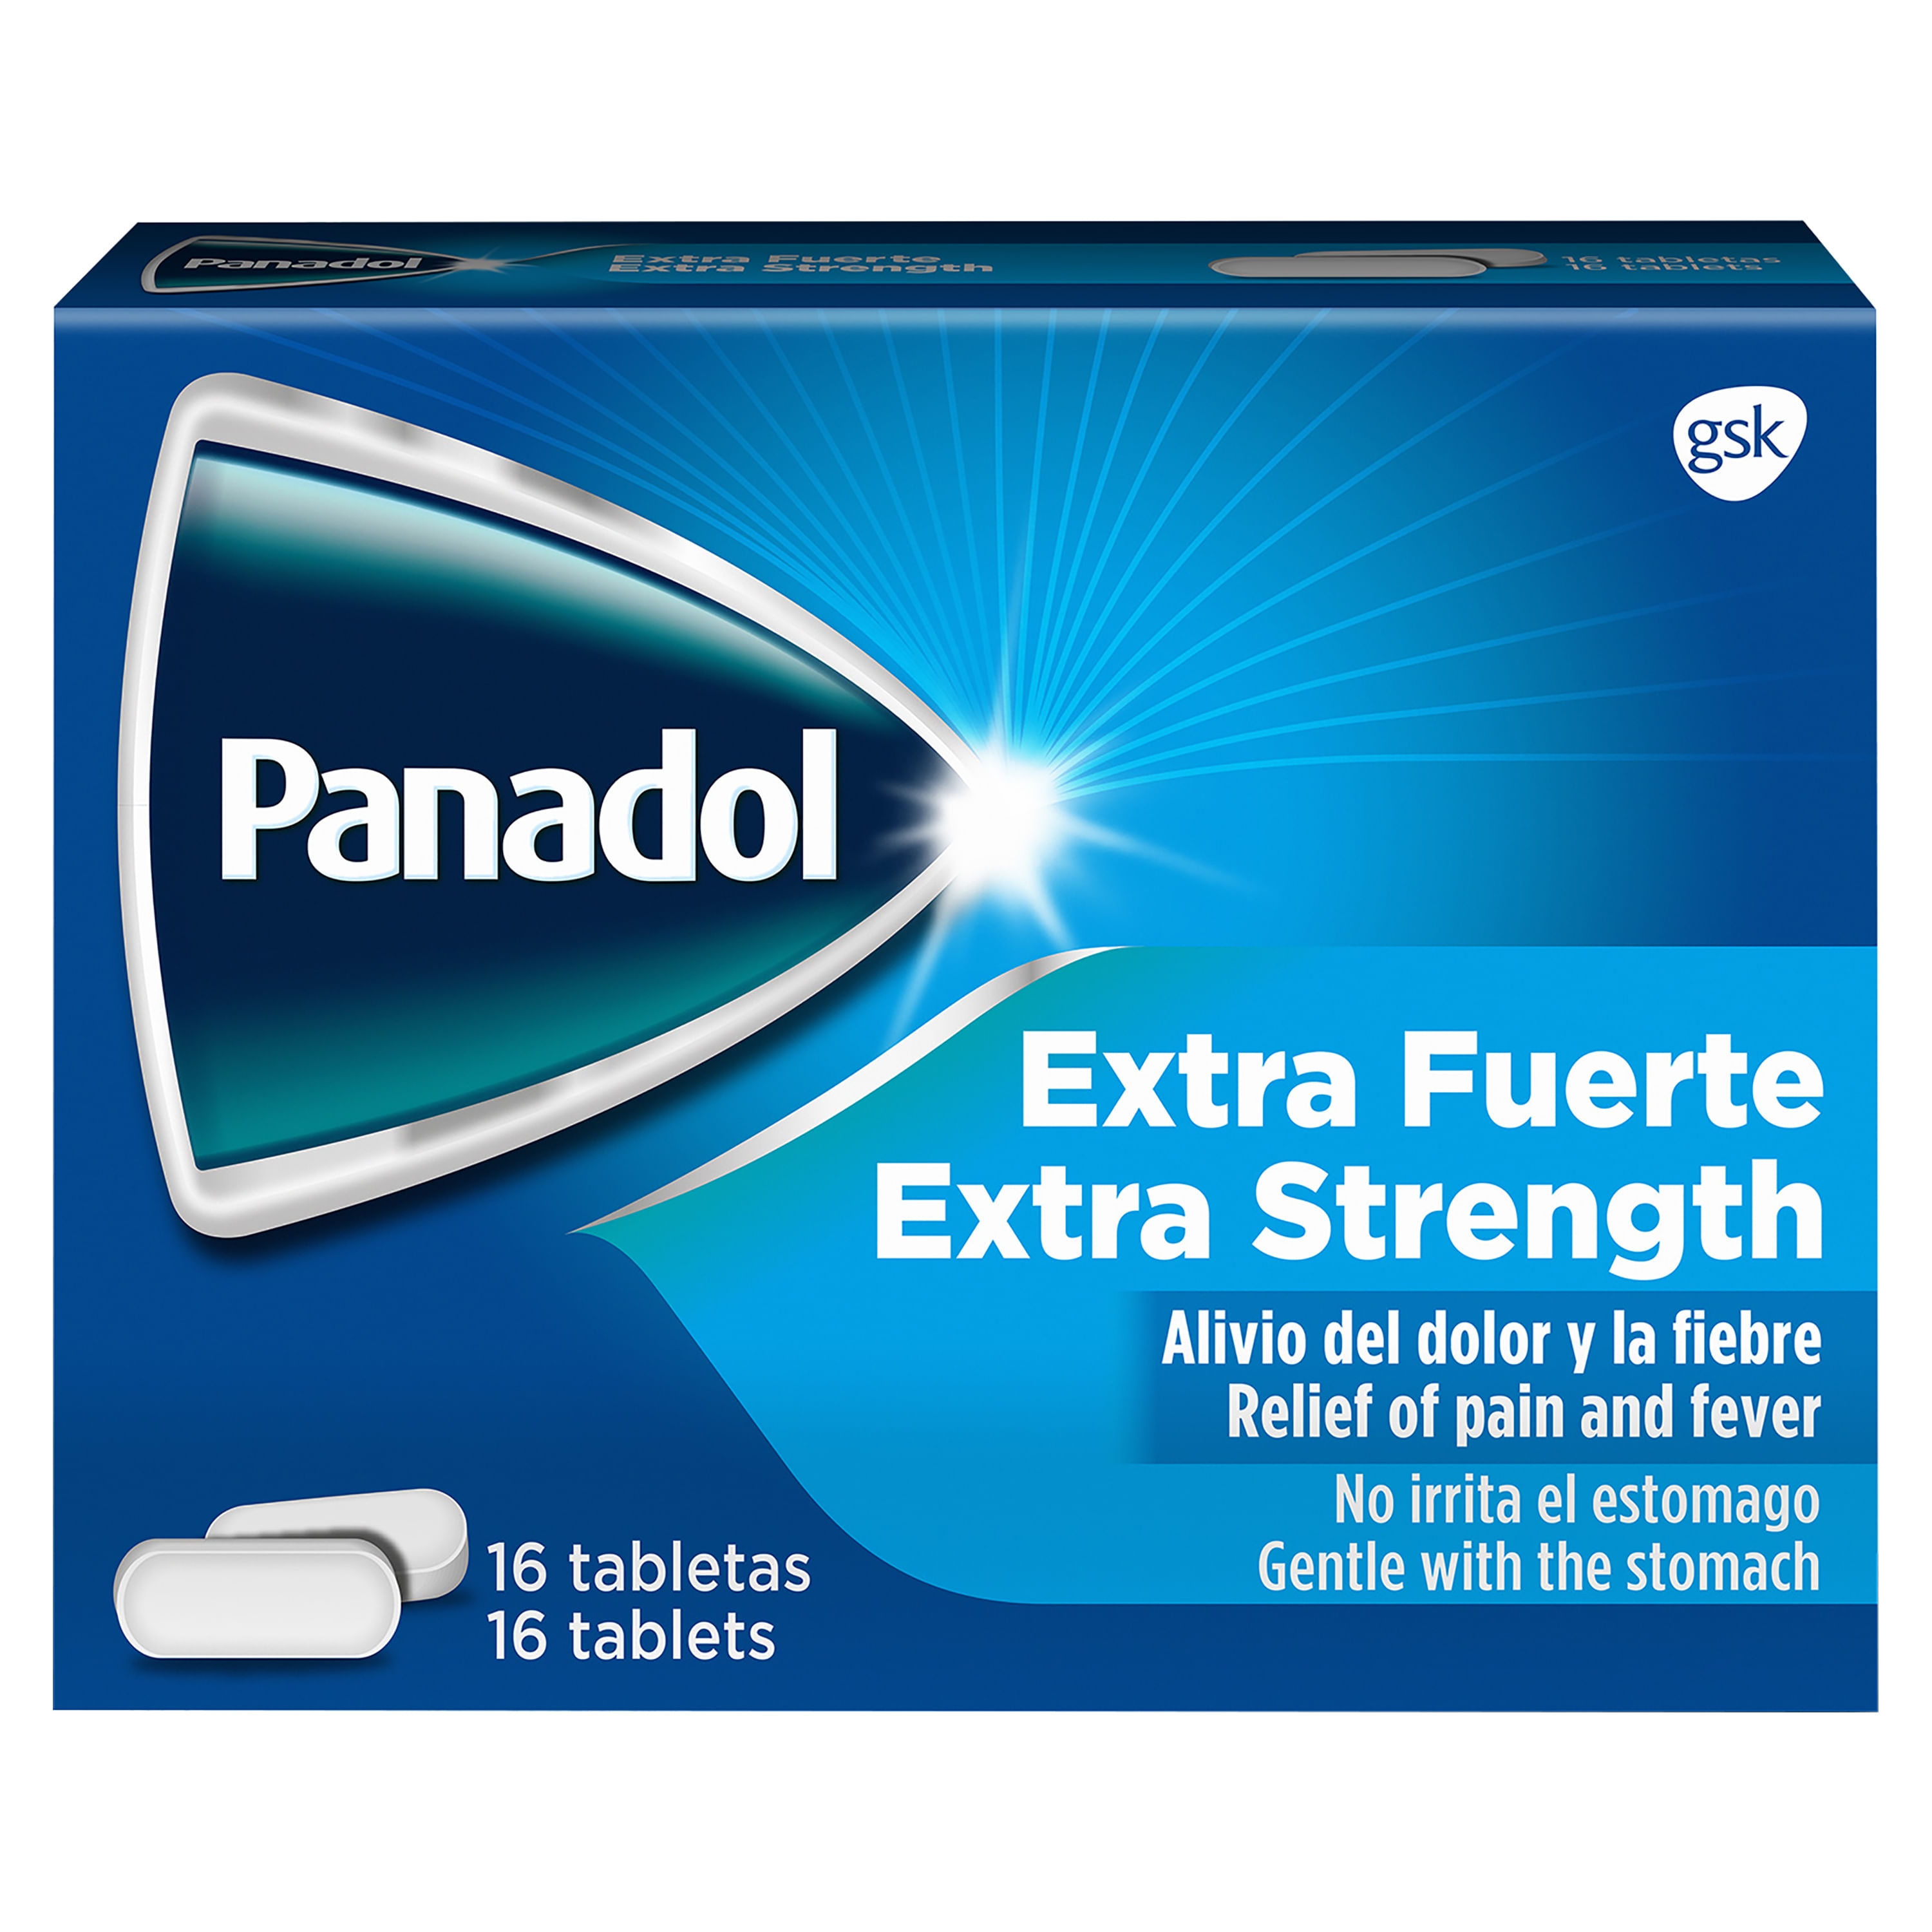 Panadol
Extra Fuerte
Extra Strength
16 tabletas
16 tablets
gsk
Panadol
Extra Fuerte
Extra Strength
Alivio del dolor y la fiebre
Relief of pain and fever
No irrita el estomago
Gentle with the stomach
16 tabletas
16 tablets